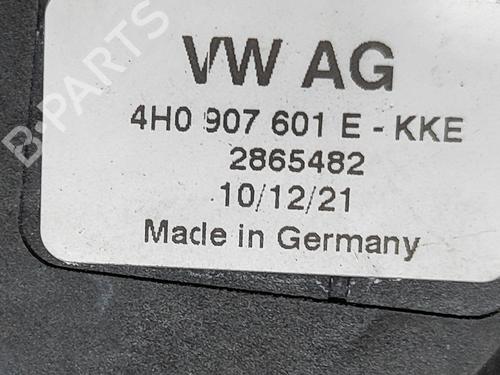 VW AG
4H0 907 601 E - KKE
2865482
10/12/21
Made in Germany
B-PARTS